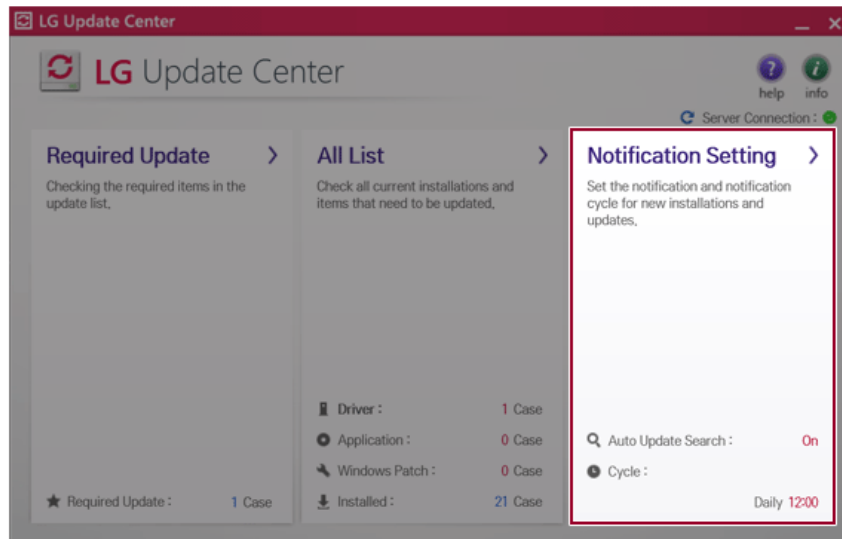 LG Update Center
LG Update Center
help
info
Server Connection :
Required Update
Checking the required items in the
update list.
Required Update : 1 Case
All List
Check all current installations and
items that need to be updated.
Driver : 1 Case
Application : 0 Case
Windows Patch : 0 Case
Installed : 21 Case
Notification Setting
Set the notification and notification
cycle for new installations and
updates.
Auto Update Search : On
Cycle :
Daily 12:00